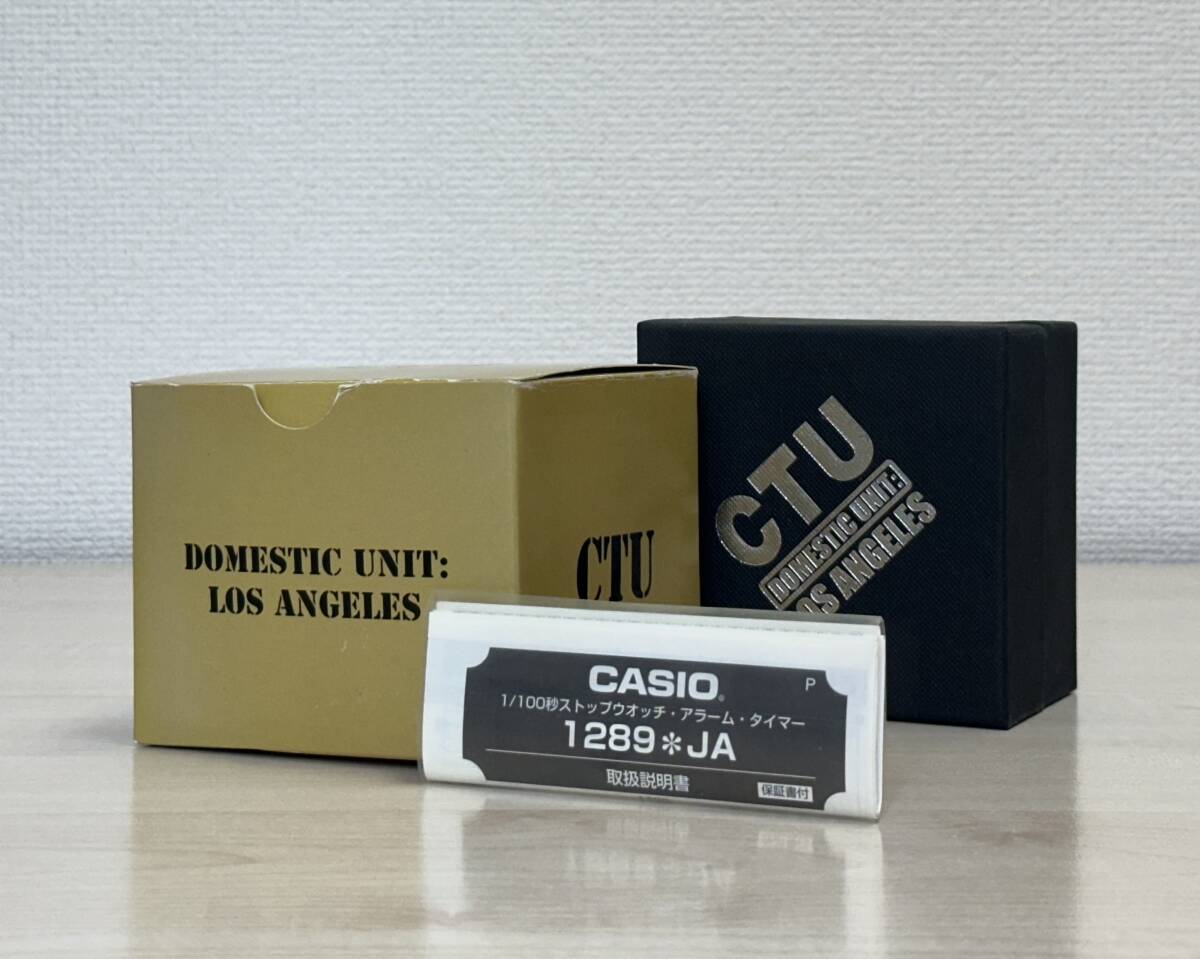 DOMESTIC UNIT:
LOS ANGELES
CTU
CTU
DOMESTIC UNIT:
LOS ANGELES
CASIO®
P
1/100秒ストップウオッチ・アラーム・タイマー
1289*JA
取扱説明書
保証書付